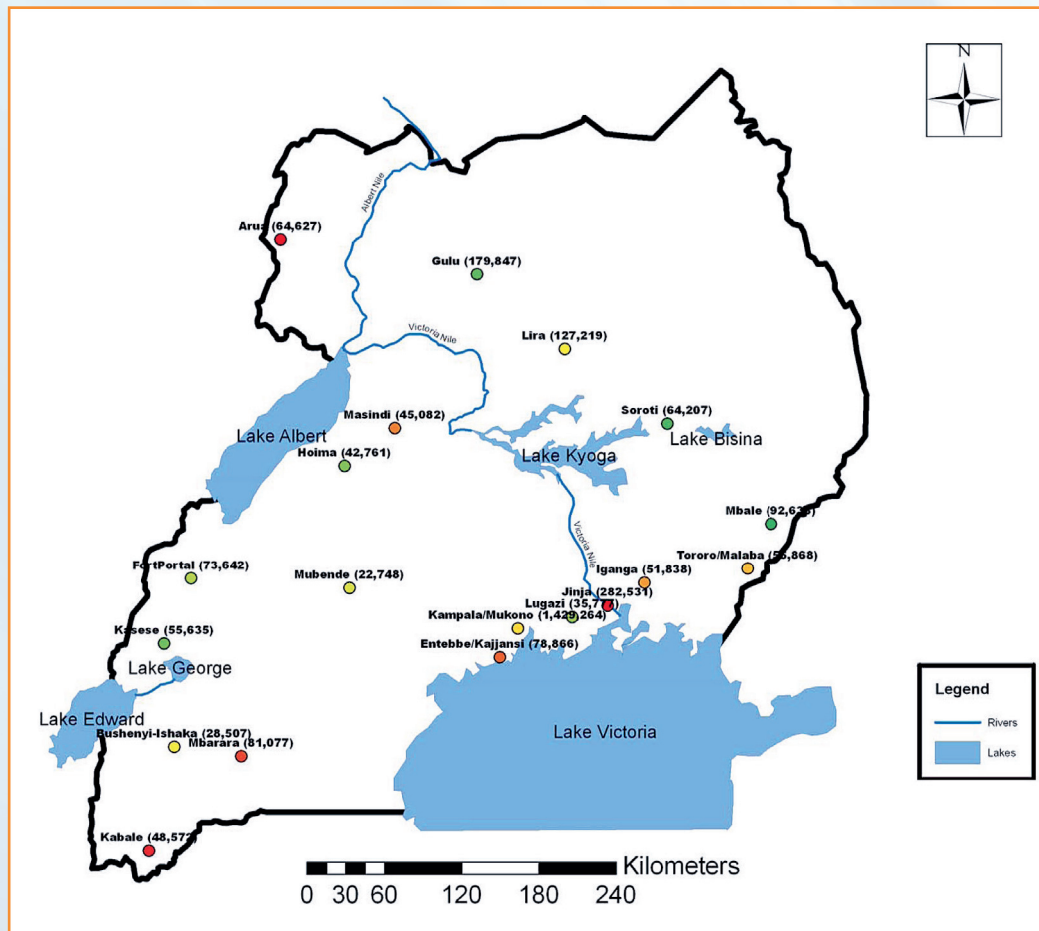 N
Albert Nile
Arua (64,627)
Gulu (179,847)
Victoria Nile
Lira (127,219)
Masindi (45,082)
Soroti (64,207)
Lake Albert
Lake Bisina
Hoima (42,761)
Lake Kyoga
Mbale
Victoria Nile
Tororo/Malaba
FortPortal (73,642)
Mubende (22,748)
Iganga (51,838)
Jinja (282,531)
Lugazi
Kampala/Mukono (1,429,264)
Kasese (55,635)
Entebbe/Kajjansi (78,866)
Lake George
Lake Edward
Bushenyi-Ishaka (28,507)
Mbarara (81,077)
Lake Victoria
Legend
Rivers
Lakes
Kabale
Kilometers
0 30 60 120 180 240